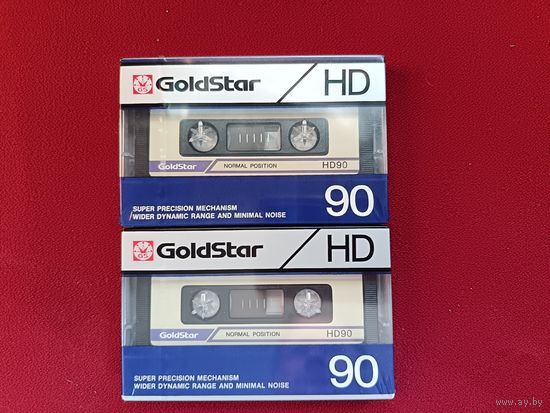 GoldStar HD
GoldStar NORMAL POSITION HD90
SUPER PRECISION MECHANISM
WIDER DYNAMIC RANGE AND MINIMAL NOISE
90
GoldStar HD
GoldStar NORMAL POSITION HD90
SUPER PRECISION MECHANISM
WIDER DYNAMIC RANGE AND MINIMAL NOISE
90
www.ay.by